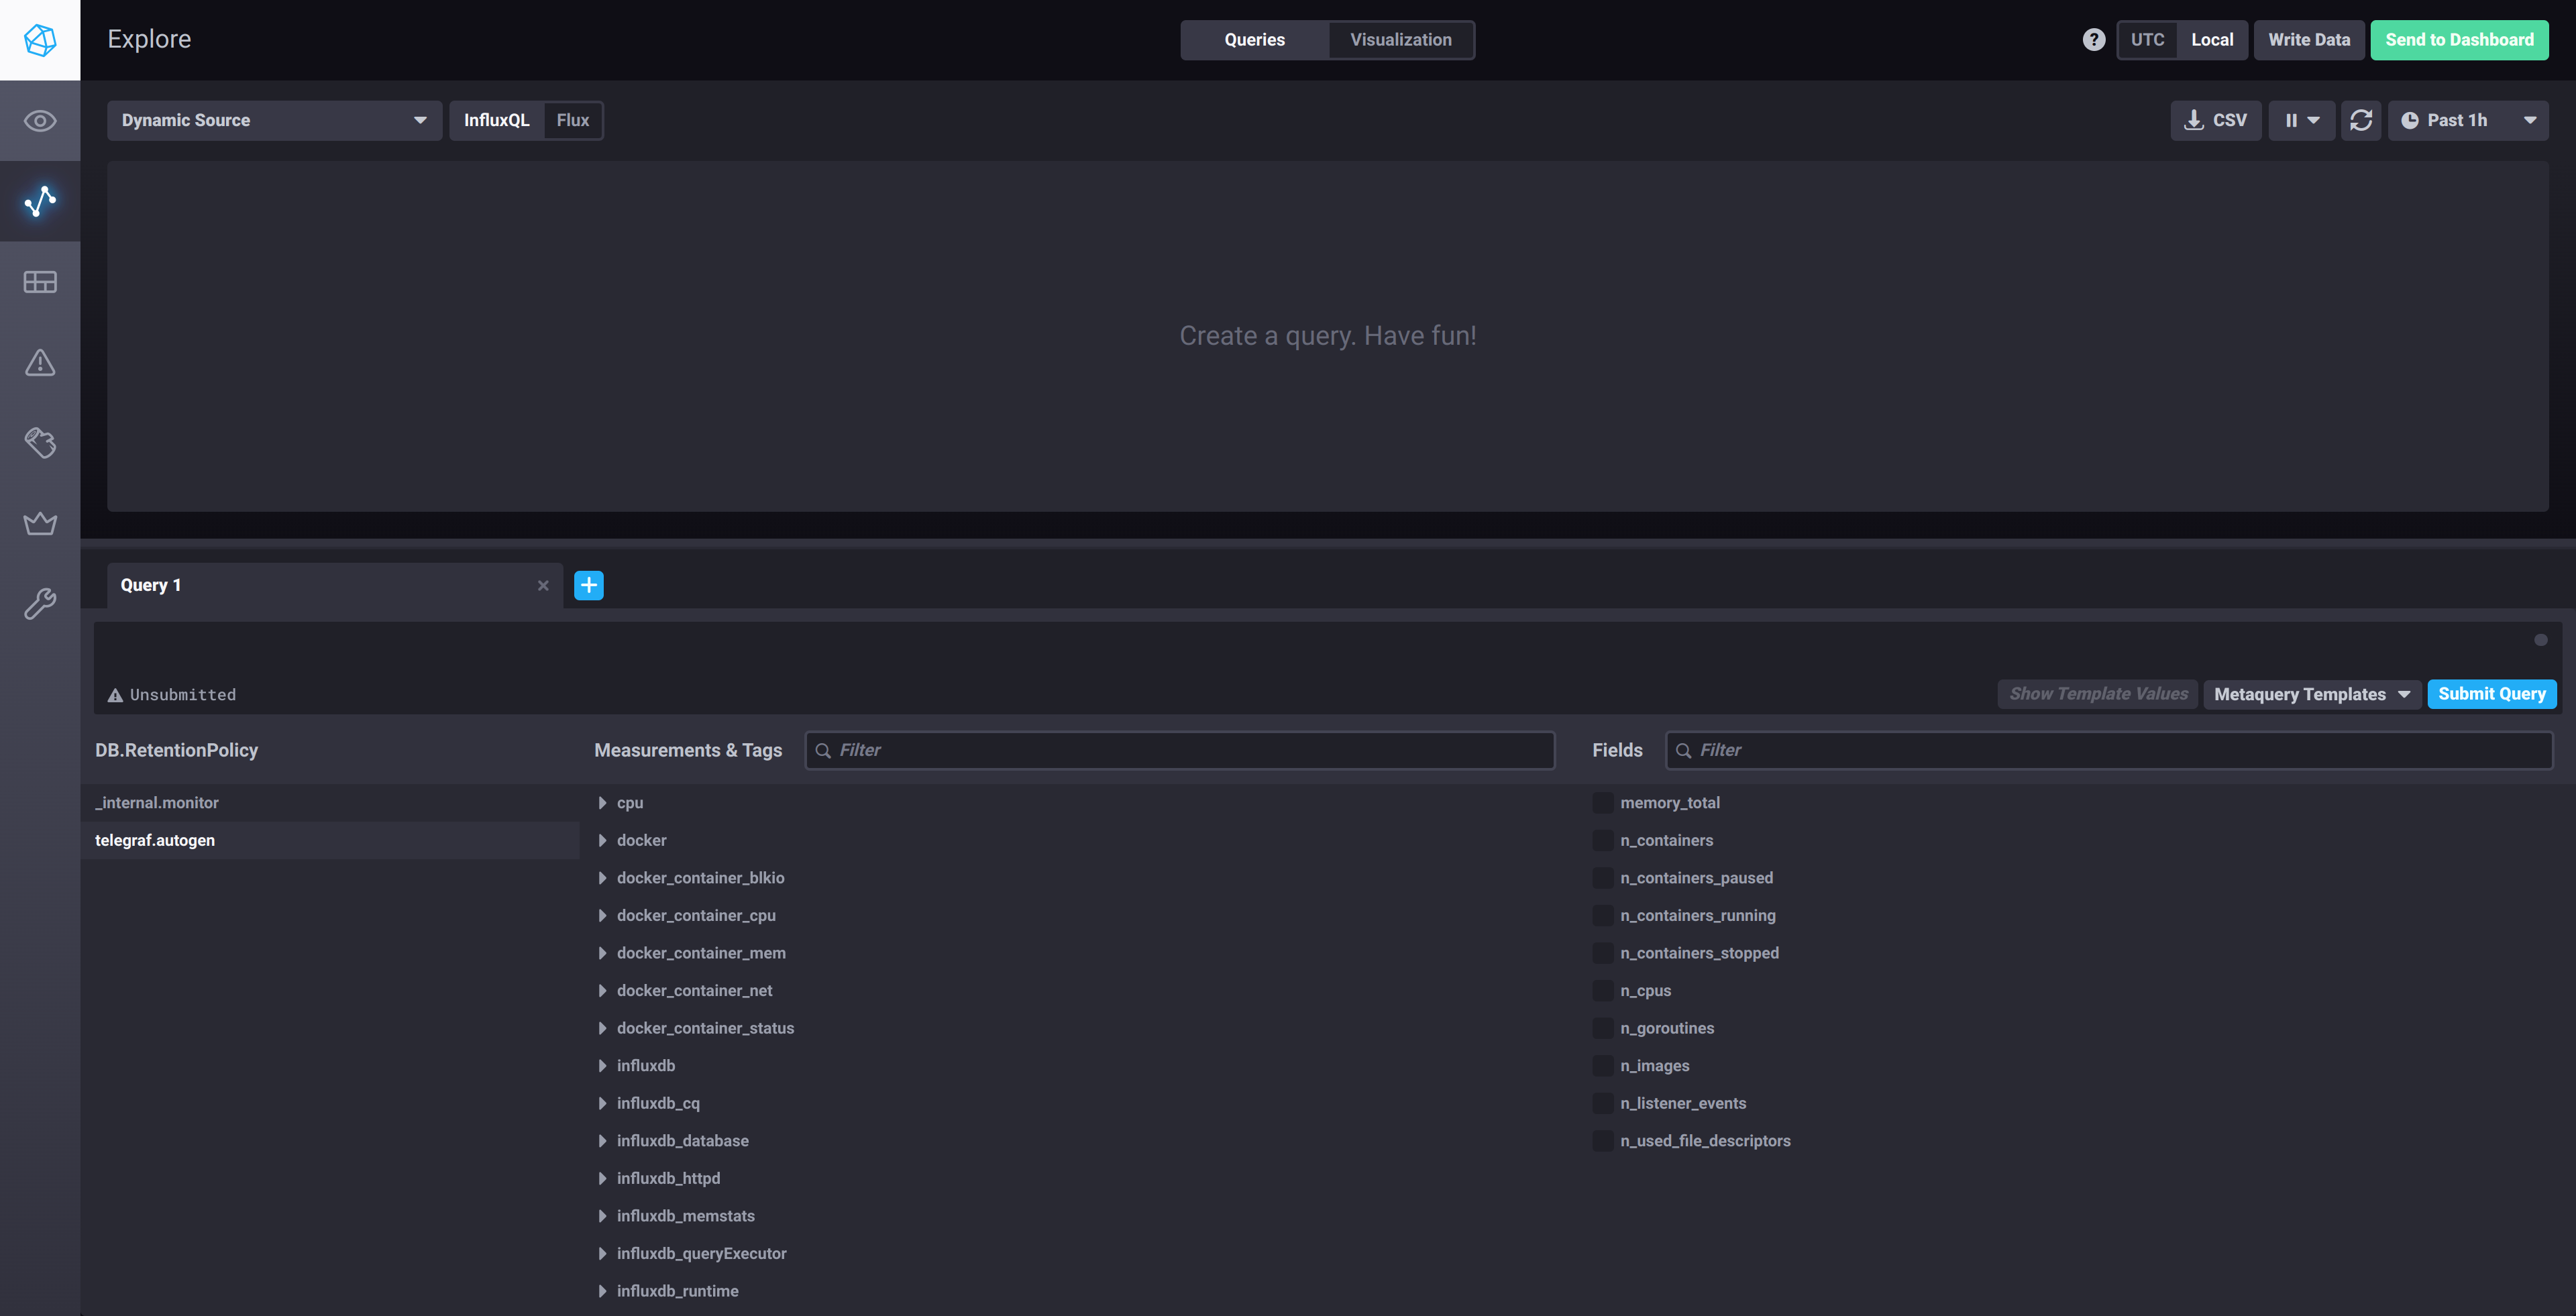 Explore
Queries
Visualization
?
UTC
Local
Write Data
Send to Dashboard
Dynamic Source
InfluxQL
Flux
CSV
Past 1h
Create a query. Have fun!
Query 1
Unsubmitted
Show Template Values
Metaquery Templates
Submit Query
DB.RetentionPolicy
_internal.monitor
telegraf.autogen
Measurements & Tags
Filter
cpu
docker
docker_container_blkio
docker_container_cpu
docker_container_mem
docker_container_net
docker_container_status
influxdb
influxdb_cq
influxdb_database
influxdb_httpd
influxdb_memstats
influxdb_queryExecutor
influxdb_runtime
Fields
Filter
memory_total
n_containers
n_containers_paused
n_containers_running
n_containers_stopped
n_cpus
n_goroutines
n_images
n_listener_events
n_used_file_descriptors